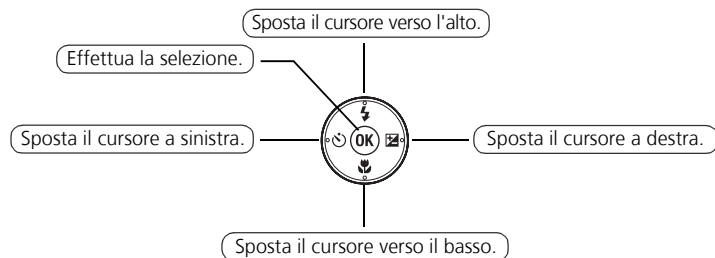 Sposta il cursore verso l'alto.
Effettua la selezione.
Sposta il cursore a sinistra.
OK
Sposta il cursore a destra.
Sposta il cursore verso il basso.